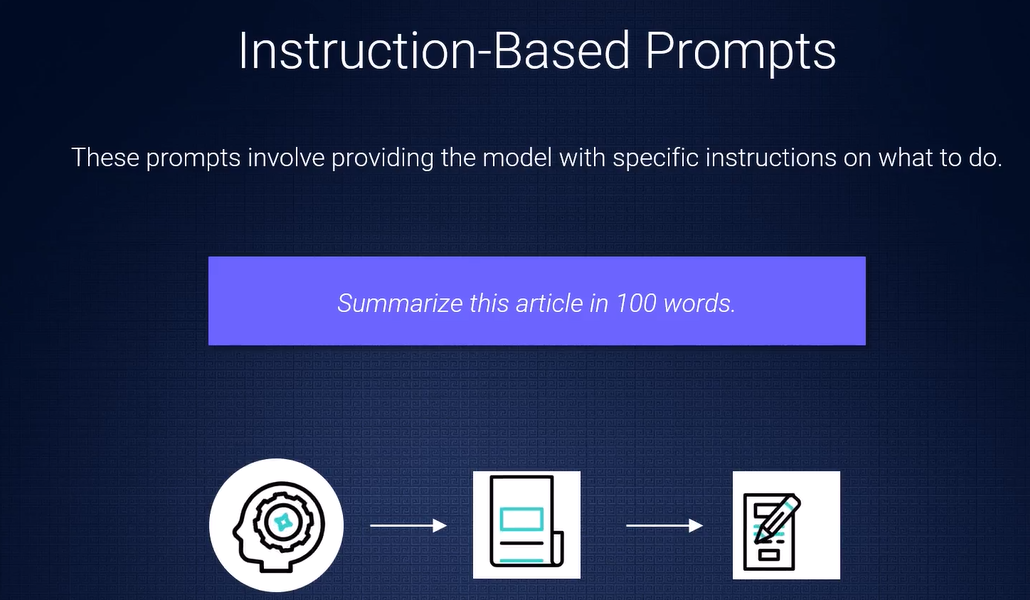 Instruction-Based Prompts
These prompts involve providing the model with specific instructions on what to do.
Summarize this article in 100 words.